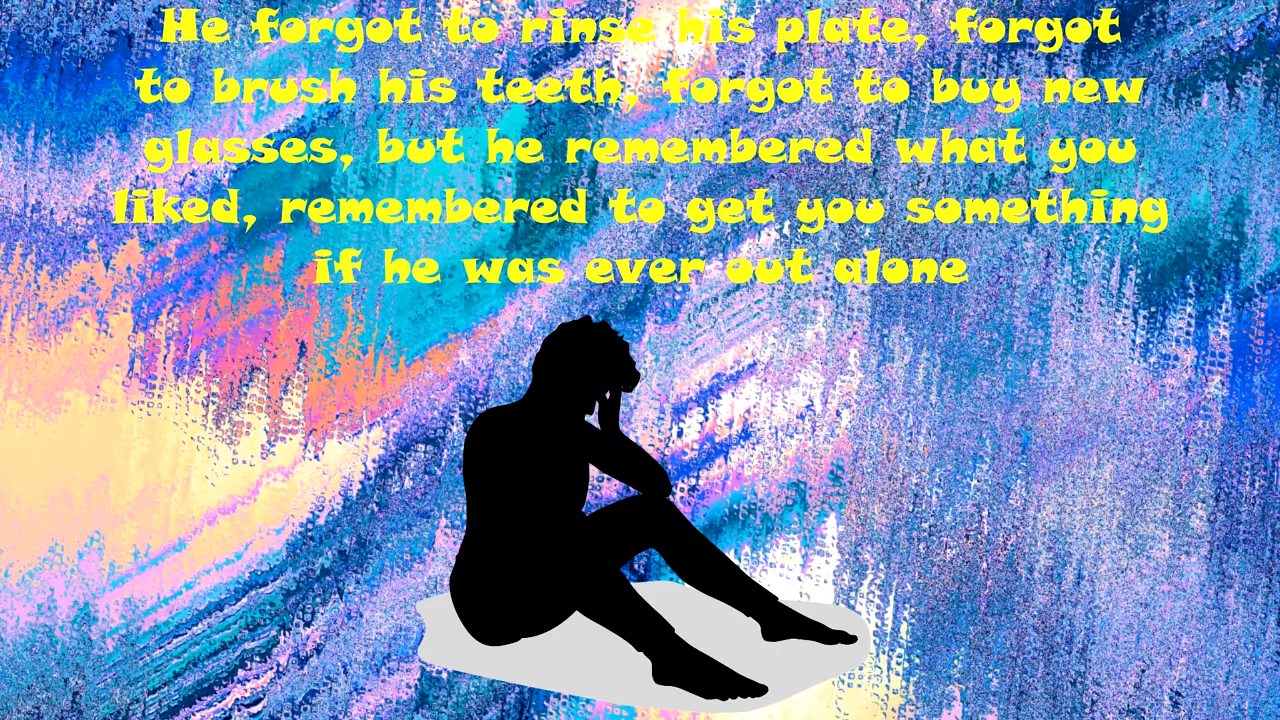 He forgot to rinse his plate, forgot
to brush his teeth, forgot to buy new
glasses, but he remembered what you
liked, remembered to get you something
if he was ever out alone